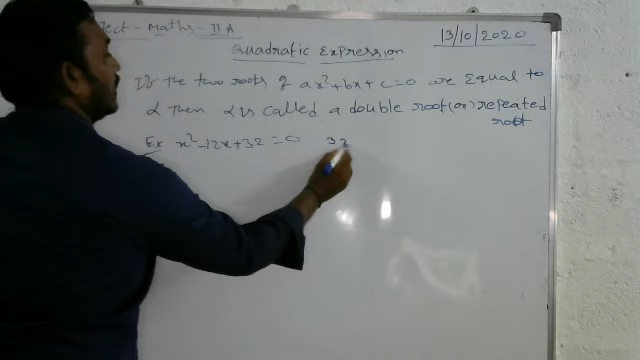 ject - Maths - II A
13/10/2020
Quadratic Expression
If the two roots of ax²+bx+c=0 are Equal to
α then α is called a double root (or) repeated
root
Ex x²-12x+32=0 32